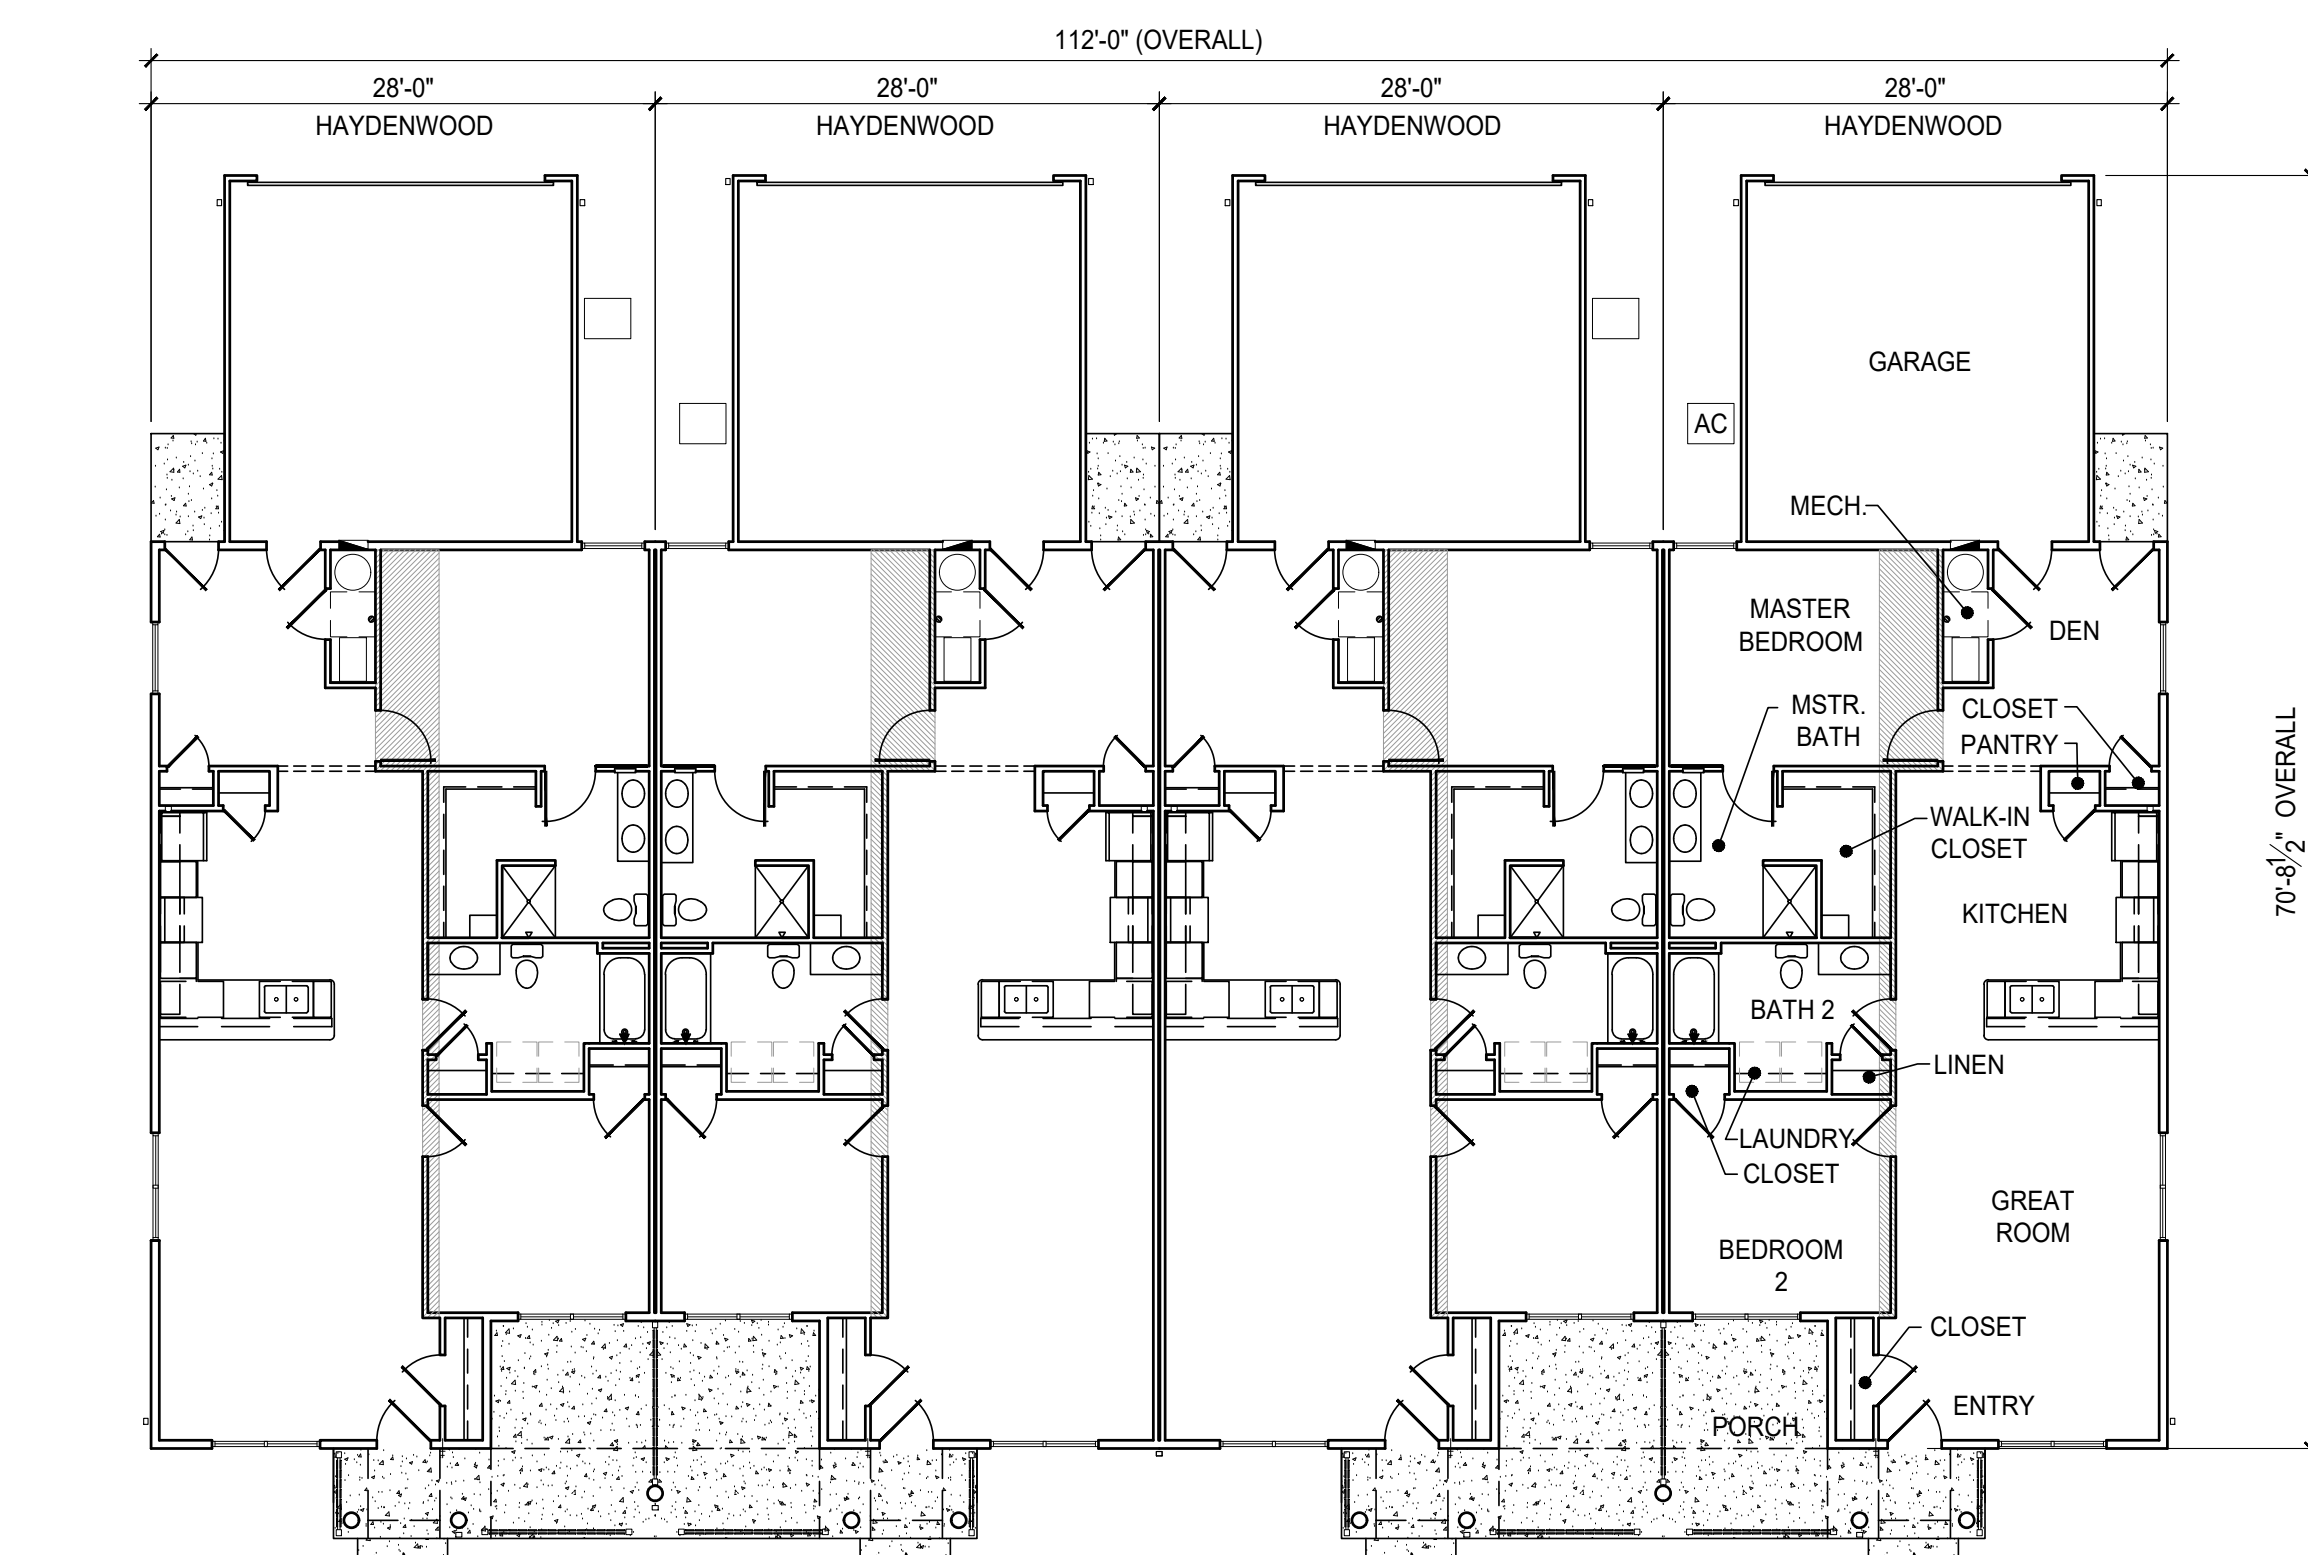 112'-0" (OVERALL)
28'-0"
28'-0"
28'-0"
28'-0"
HAYDENWOOD
HAYDENWOOD
HAYDENWOOD
HAYDENWOOD
GARAGE
AC
MECH.
MASTER
BEDROOM
DEN
MSTR.
BATH
CLOSET
PANTRY
70'-8½" OVERALL
WALK-IN
CLOSET
KITCHEN
BATH 2
LINEN
LAUNDRY
CLOSET
GREAT
ROOM
BEDROOM
2
CLOSET
ENTRY
PORCH